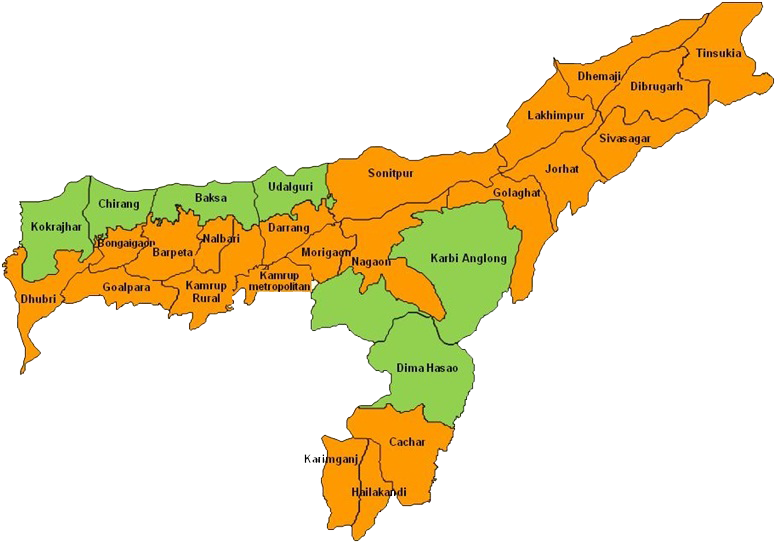 Tinsukia
Dhemaji
Dibrugarh
Lakhimpur
Sivasagar
Sonitpur
Jorhat
Udalguri
Golaghat
Baksa
Chirang
Kokrajhar
Darrang
Nalbari
Bongaigaon
Barpeta
Morigaon
Nagaon
Karbi Anglong
Kamrup
metropolitan
Goalpara
Kamrup
Rural
Dhubri
Dima Hasao
Cachar
Karimganj
Hailakandi